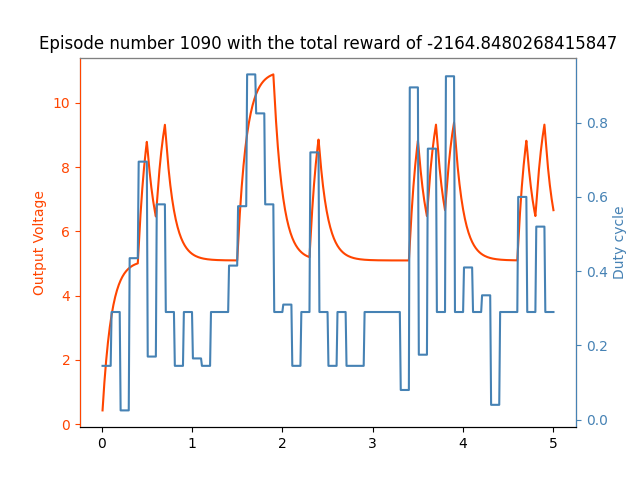 Episode number 1090 with the total reward of -2164.8480268415847
10
8
6
4
2
0
Output Voltage
0.8
0.6
0.4
0.2
0.0
Duty cycle
0 1 2 3 4 5